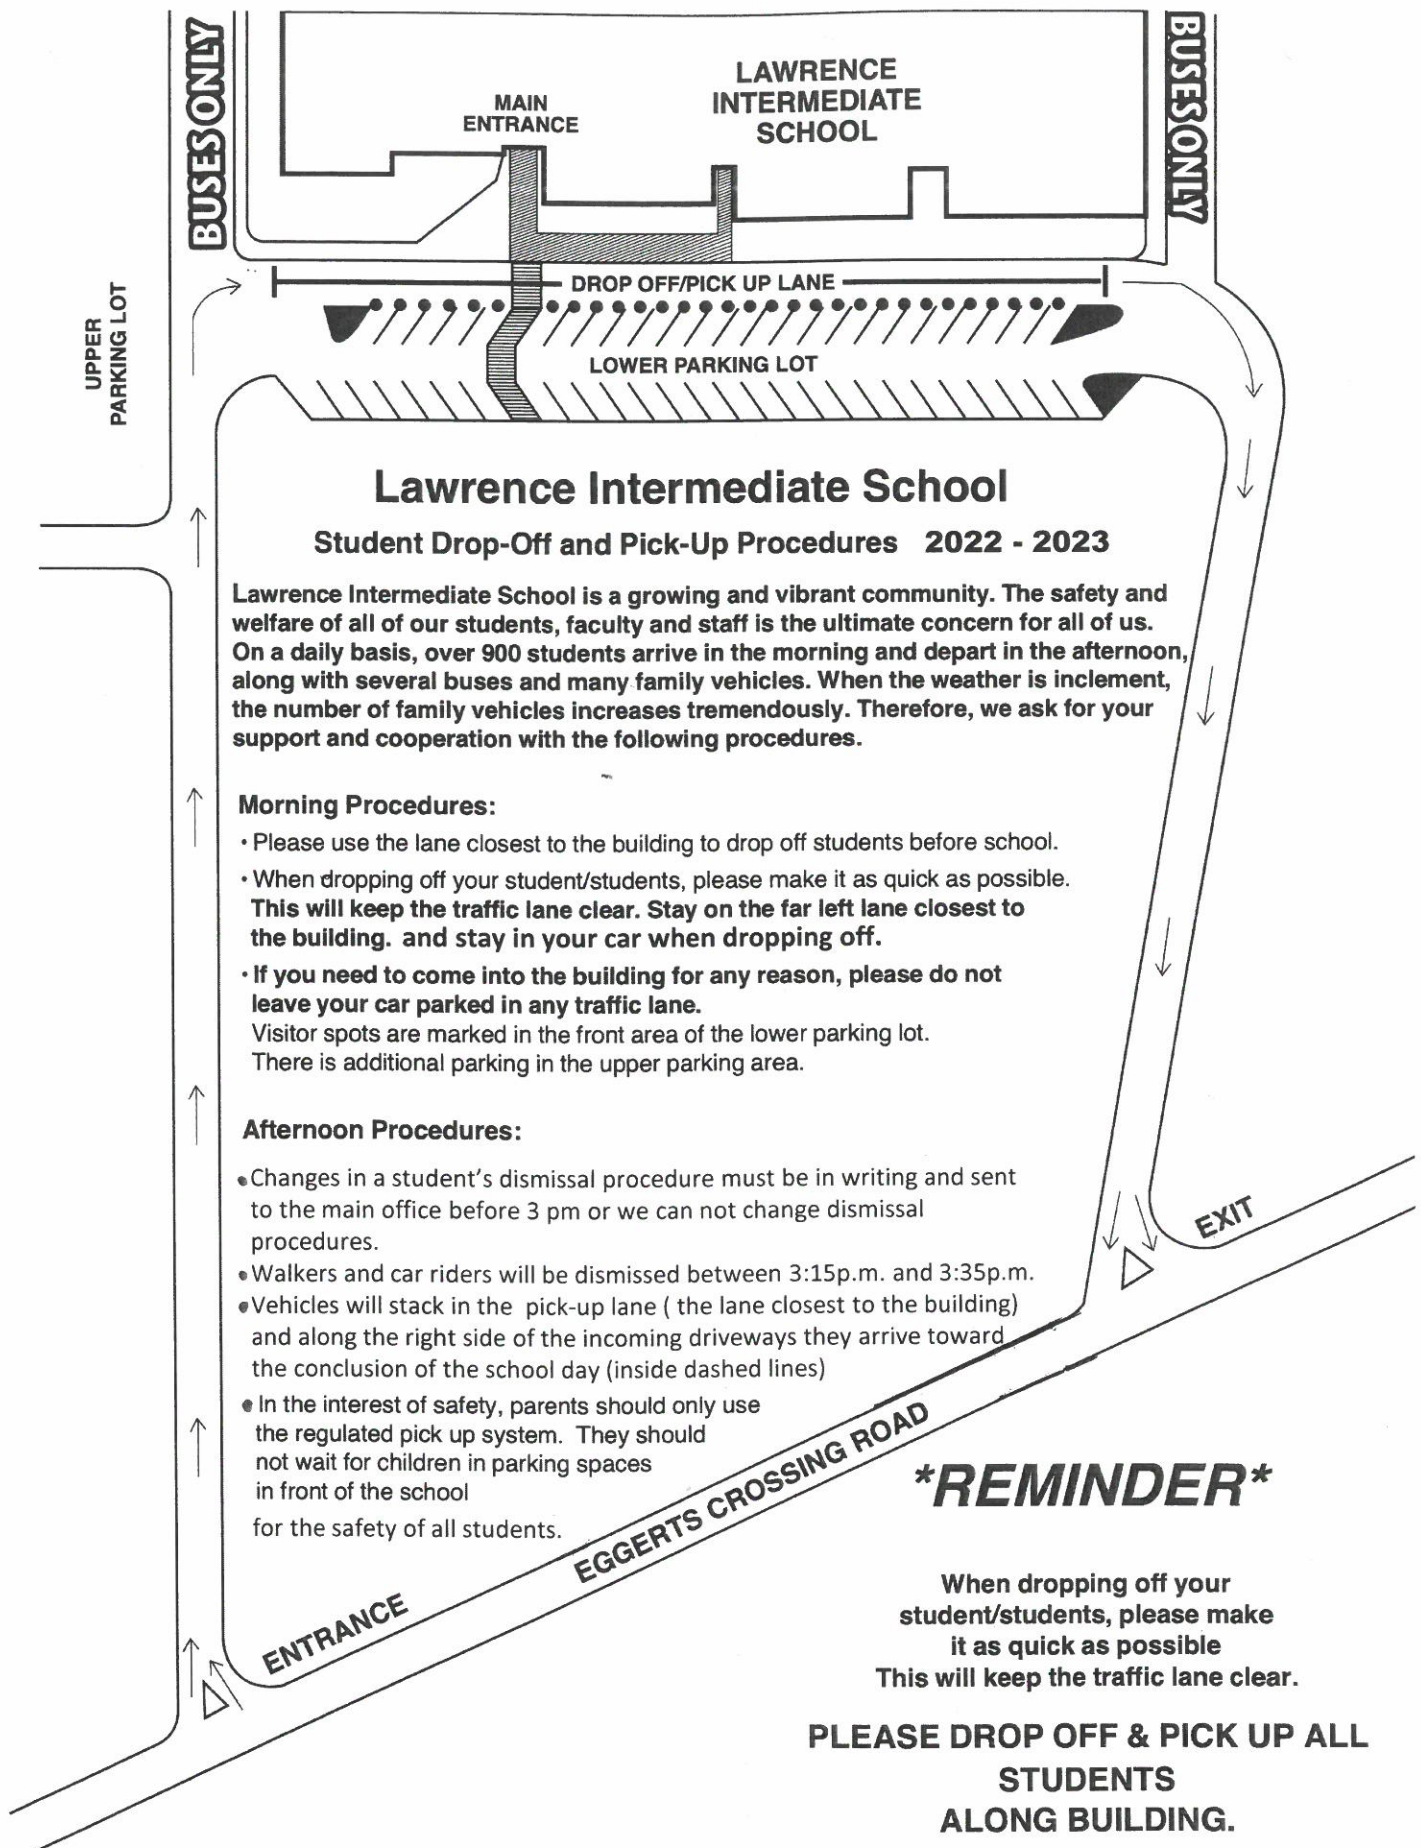 BUSES ONLY
MAIN
ENTRANCE
LAWRENCE
INTERMEDIATE
SCHOOL
BUSES ONLY
UPPER
PARKING LOT
DROP OFF/PICK UP LANE
LOWER PARKING LOT
Lawrence Intermediate School
Student Drop-Off and Pick-Up Procedures 2022 - 2023
Lawrence Intermediate School is a growing and vibrant community. The safety and
welfare of all of our students, faculty and staff is the ultimate concern for all of us.
On a daily basis, over 900 students arrive in the morning and depart in the afternoon,
along with several buses and many family vehicles. When the weather is inclement,
the number of family vehicles increases tremendously. Therefore, we ask for your
support and cooperation with the following procedures.
Morning Procedures:
• Please use the lane closest to the building to drop off students before school.
• When dropping off your student/students, please make it as quick as possible.
This will keep the traffic lane clear. Stay on the far left lane closest to
the building. and stay in your car when dropping off.
• If you need to come into the building for any reason, please do not
leave your car parked in any traffic lane.
Visitor spots are marked in the front area of the lower parking lot.
There is additional parking in the upper parking area.
Afternoon Procedures:
• Changes in a student's dismissal procedure must be in writing and sent
to the main office before 3 pm or we can not change dismissal
procedures.
• Walkers and car riders will be dismissed between 3:15p.m. and 3:35p.m.
• Vehicles will stack in the pick-up lane ( the lane closest to the building)
and along the right side of the incoming driveways they arrive toward
the conclusion of the school day (inside dashed lines)
• In the interest of safety, parents should only use
the regulated pick up system. They should
not wait for children in parking spaces
in front of the school
for the safety of all students.
EXIT
EGGERTS CROSSING ROAD
ENTRANCE
*REMINDER*
When dropping off your
student/students, please make
it as quick as possible
This will keep the traffic lane clear.
PLEASE DROP OFF & PICK UP ALL
STUDENTS
ALONG BUILDING.